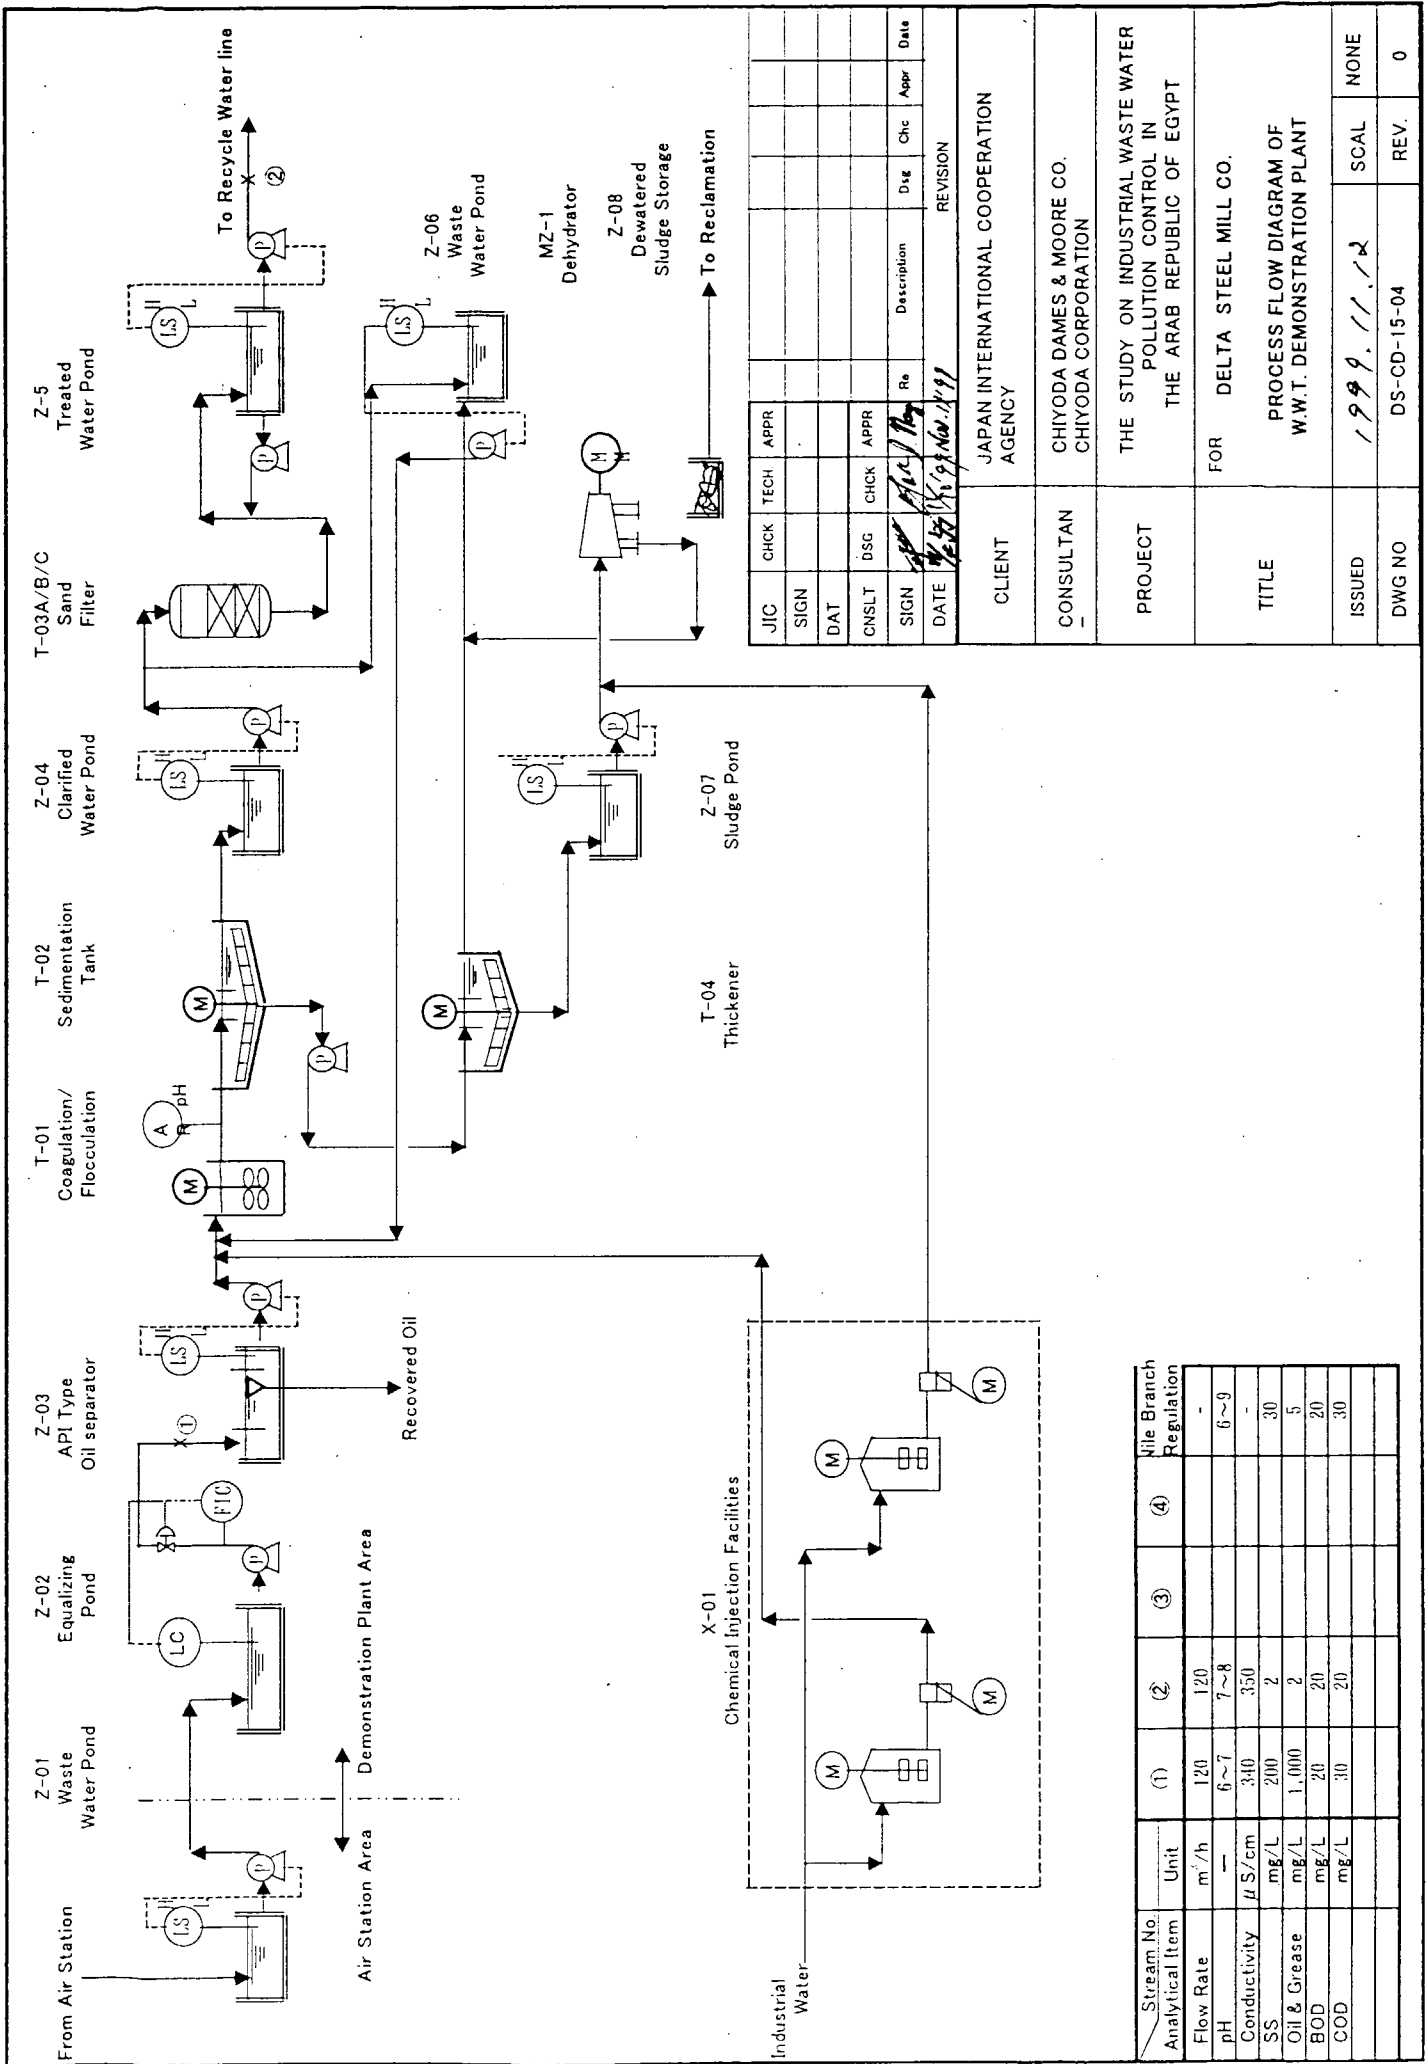 From Air Station
Z-01
Waste
Water Pond
Z-02
Equalizing
Pond
Z-03
API Type
Oil separator
T-01
Coagulation/
Flocculation
T-02
Sedimentation
Tank
Z-04
Clarified
Water Pond
T-03A/B/C
Sand
Filter
Z-5
Treated
Water Pond
To Recycle Water line
LS
H
L
P
LC
FIC
①
LS
H
L
P
M
A
pH
M
P
LS
H
L
P
P
LS
H
L
P
②
Air Station Area
Demonstration Plant Area
Recovered Oil
M
T-04
Thickener
LS
P
Z-07
Sludge Pond
LS
H
L
P
Z-06
Waste
Water Pond
M
MZ-1
Dehydrator
Z-08
Dewatered
Sludge Storage
To Reclamation
Industrial
Water
X-01
Chemical Injection Facilities
M
M
M
M
Stream No
Analytical Item Unit ① ② ③ ④ Nile Branch
Regulation
Flow Rate m³/h 120 120 -
pH — 6~7 7~8 6~9
Conductivity μ S/cm 340 350 -
SS mg/L 200 2 30
Oil & Grease mg/L 1,000 2 5
BOD mg/L 20 20 20
COD mg/L 30 20 30
JIC CHCK TECH APPR
SIGN
DAT
CNSLT DSG CHCK APPR
SIGN
DATE
Re Description Dsg Chc Appr Date
REVISION
CLIENT JAPAN INTERNATIONAL COOPERATION
AGENCY
CONSULTAN CHIYODA DAMES & MOORE CO.
CHIYODA CORPORATION
PROJECT THE STUDY ON INDUSTRIAL WASTE WATER
POLLUTION CONTROL IN
THE ARAB REPUBLIC OF EGYPT
FOR DELTA STEEL MILL CO.
TITLE PROCESS FLOW DIAGRAM OF
W.W.T. DEMONSTRATION PLANT
ISSUED 1999.11.12 SCAL NONE
DWG NO DS-CD-15-04 REV. 0